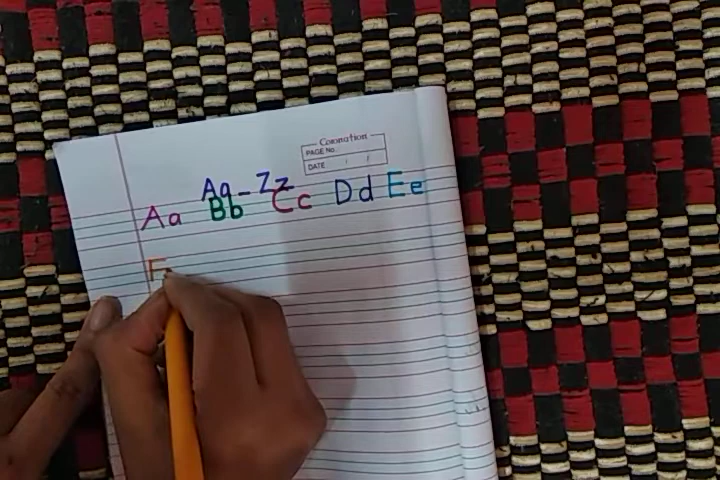 Coronation
PAGE No.
DATE / /
Aa-Zz
Aa Bb Cc Dd Ee
F